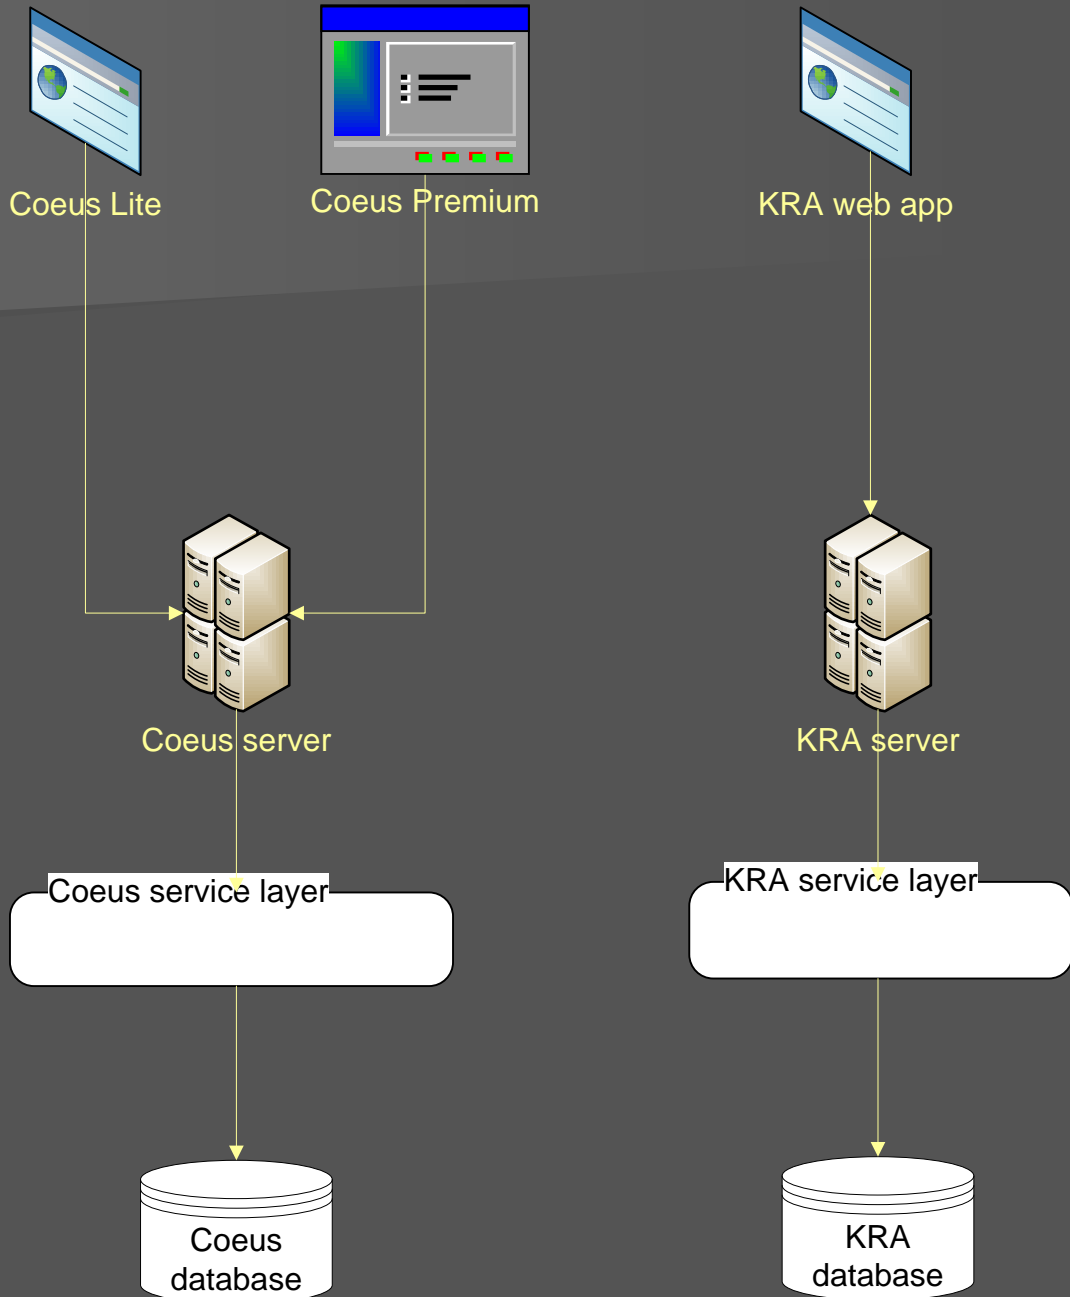 Coeus Lite
Coeus Premium
KRA web app
Coeus server
KRA server
Coeus service layer
KRA service layer
Coeus
database
KRA
database